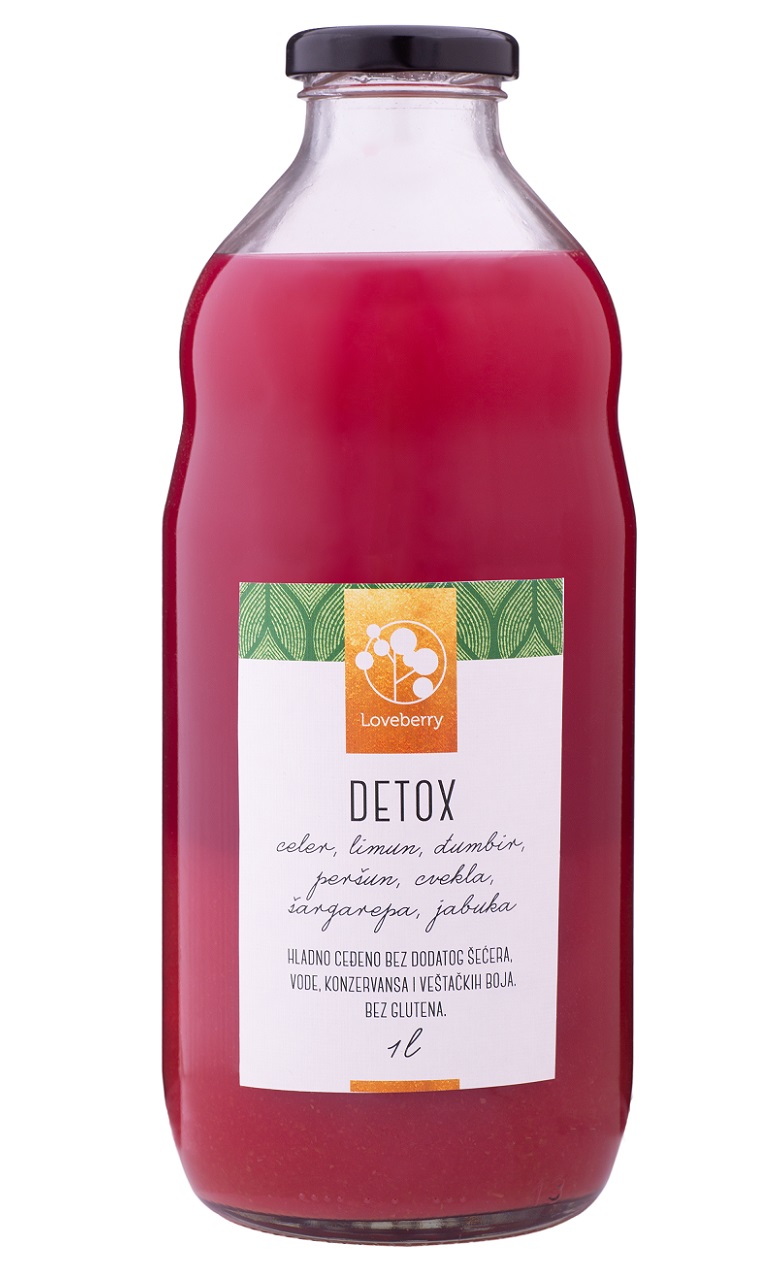 Loveberry
DETOX
celer, limun, đumbir,
peršun, cvekla,
šargarepa, jabuka
HLADNO CEĐENO BEZ DODATOG ŠEĆERA,
VODE, KONZERVANSA I VEŠTAČKIH BOJA.
BEZ GLUTENA.
1l